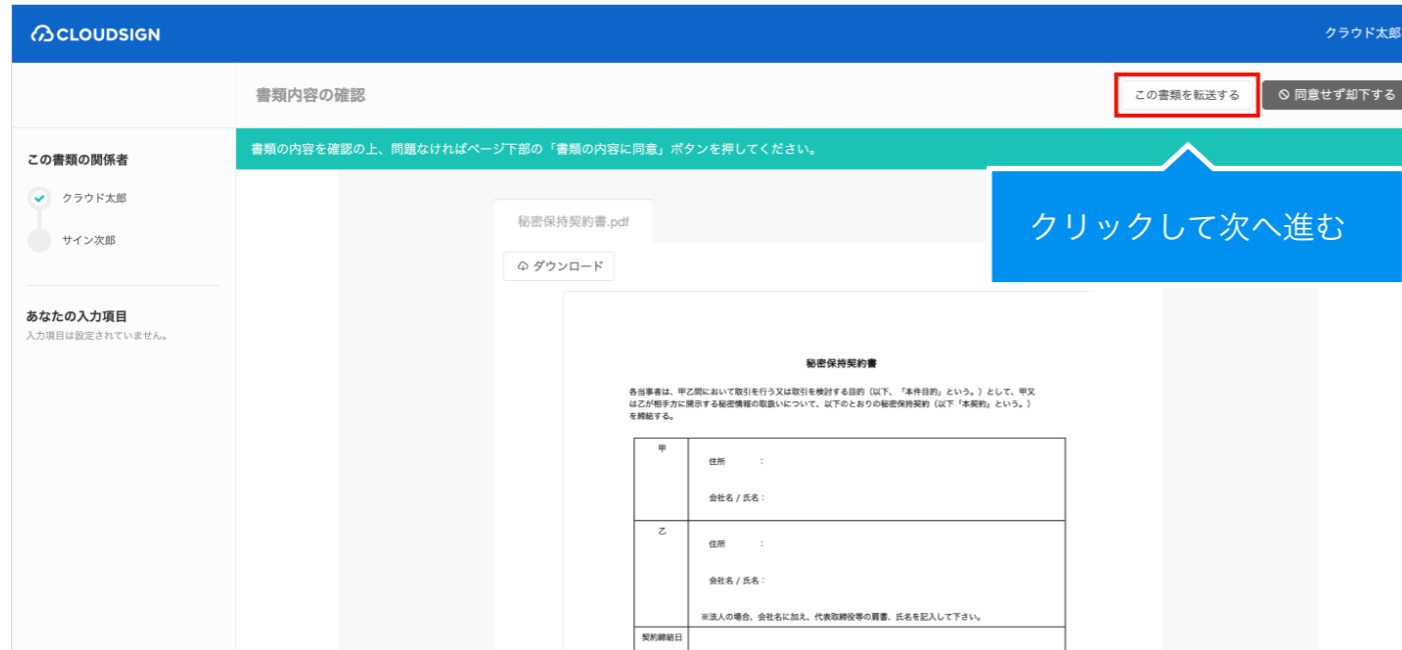 CLOUDSIGN
クラウド太郎
書類内容の確認
この書類を転送する
同意せず却下する
書類の内容を確認の上、問題なければページ下部の「書類の内容に同意」ボタンを押してください。
この書類の関係者
クラウド太郎
サイン次郎
あなたの入力項目
入力項目は設定されていません。
クリックして次へ進む
秘密保持契約書.pdf
ダウンロード
秘密保持契約書
各当事者は、甲乙間において取引を行う又は取引を検討する目的（以下、「本件目的」という。）として、甲又
は乙が相手方に開示する秘密情報の取扱いについて、以下のとおりの秘密保持契約（以下「本契約」という。）
を締結する。
甲
住所　　：
会社名 / 氏名：
乙
住所　　：
会社名 / 氏名：
※法人の場合、会社名に加え、代表取締役等の肩書、氏名を記入して下さい。
契約締結日